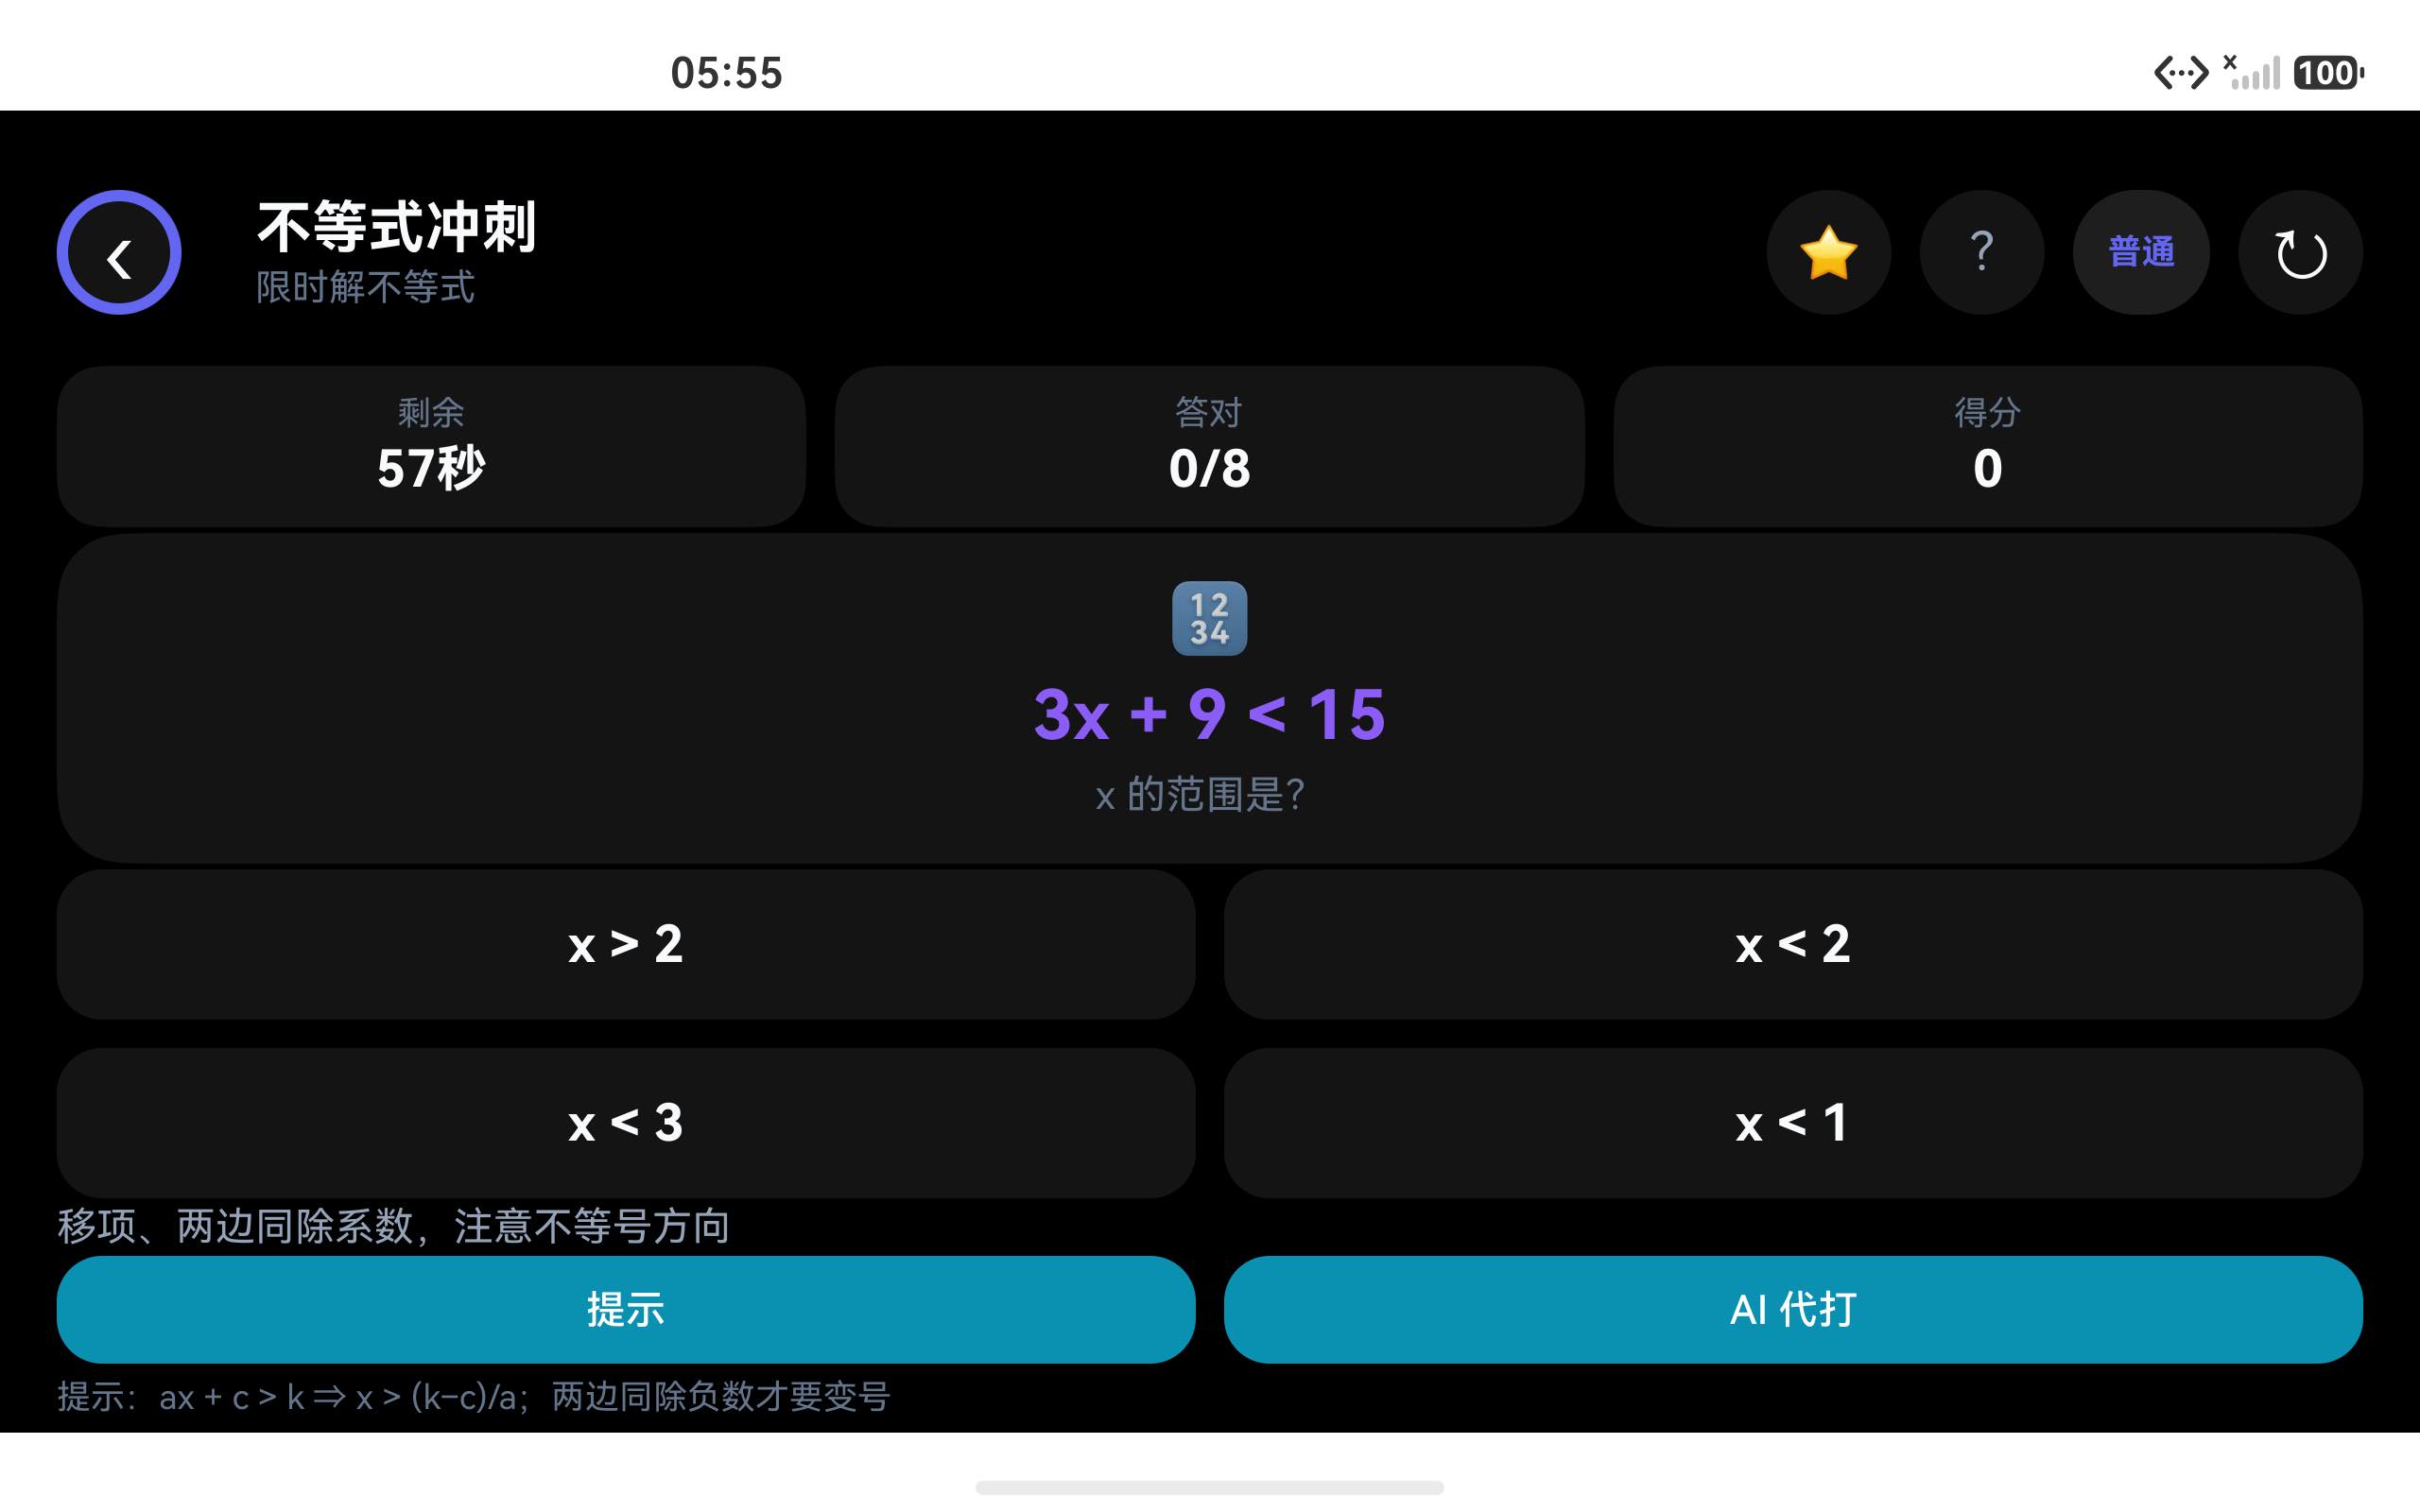 05:55
100
不等式冲刺
限时解不等式
?
普通
剩余
57秒
答对
0/8
得分
0
12
34
3x + 9 < 15
x 的范围是？
x > 2
x < 2
x < 3
x < 1
移项、两边同除系数，注意不等号方向
提示
AI 代打
提示：ax + c > k ⇒ x > (k−c)/a；两边同除负数才要变号